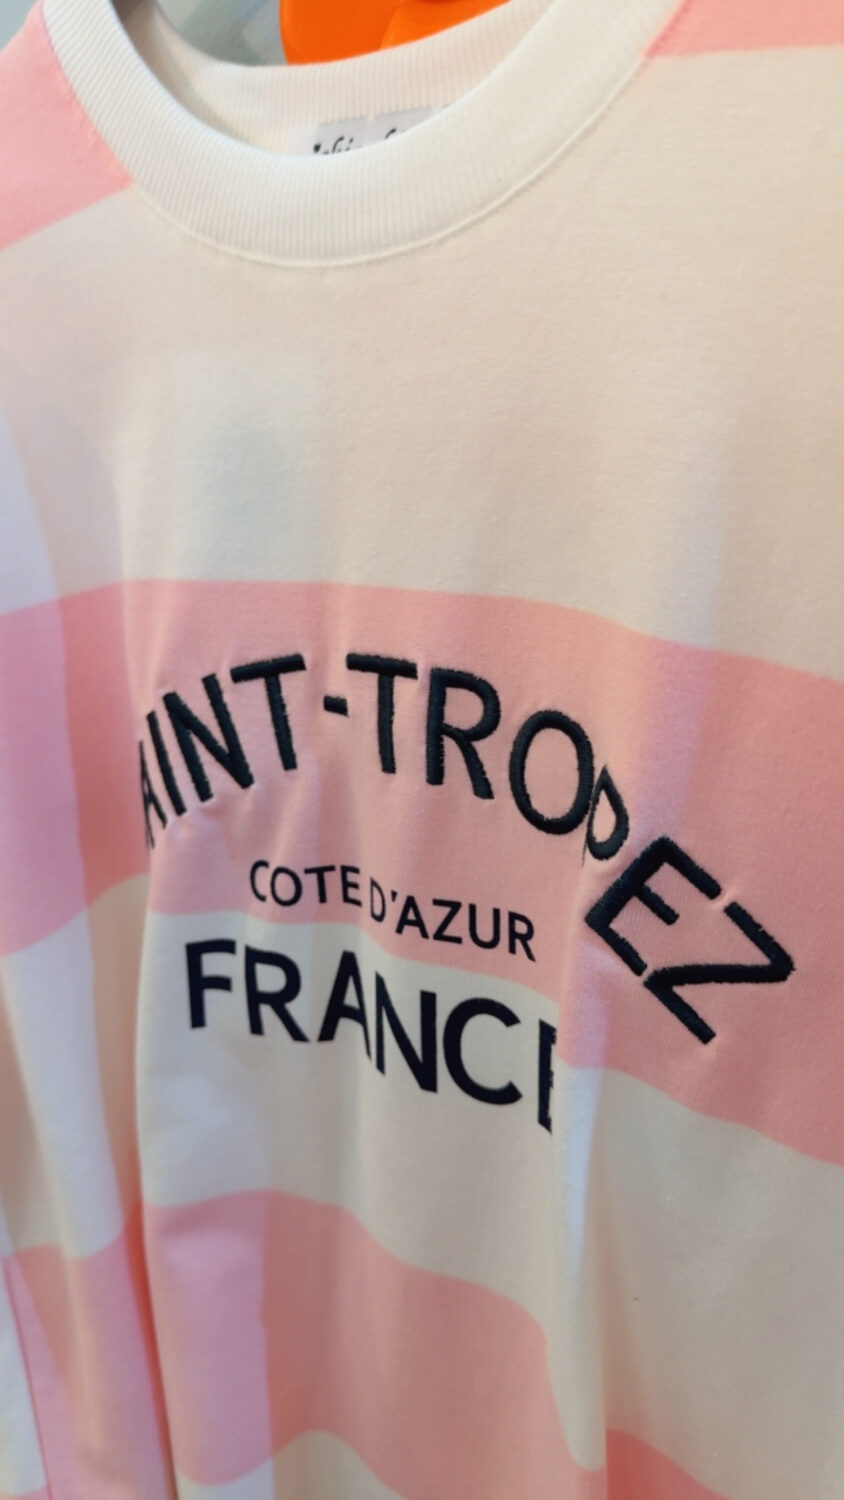 AINT-TROPEZ
COTE D'AZUR
FRANCE